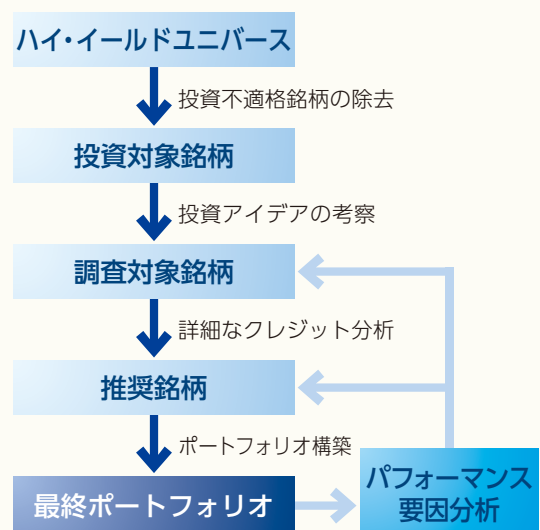 ハイ・イールドユニバース
投資不適格銘柄の除去
投資対象銘柄
投資アイデアの考察
調査対象銘柄
詳細なクレジット分析
推奨銘柄
ポートフォリオ構築
最終ポートフォリオ
パフォーマンス
要因分析